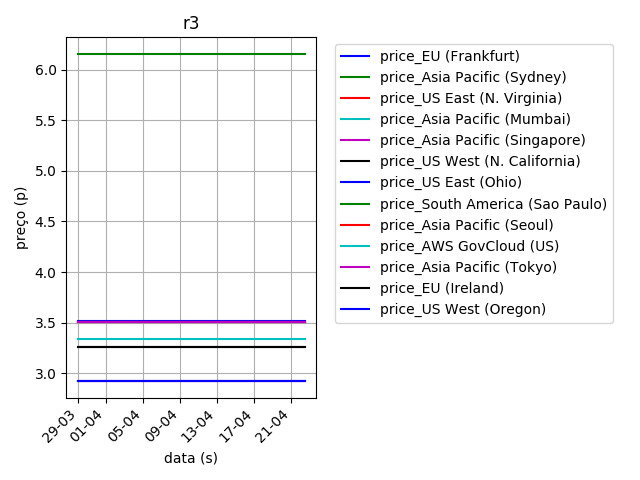 r3
preço (p)
6.0
5.5
5.0
4.5
4.0
3.5
3.0
29-03
01-04
05-04
09-04
13-04
17-04
21-04
data (s)
price_EU (Frankfurt)
price_Asia Pacific (Sydney)
price_US East (N. Virginia)
price_Asia Pacific (Mumbai)
price_Asia Pacific (Singapore)
price_US West (N. California)
price_US East (Ohio)
price_South America (Sao Paulo)
price_Asia Pacific (Seoul)
price_AWS GovCloud (US)
price_Asia Pacific (Tokyo)
price_EU (Ireland)
price_US West (Oregon)